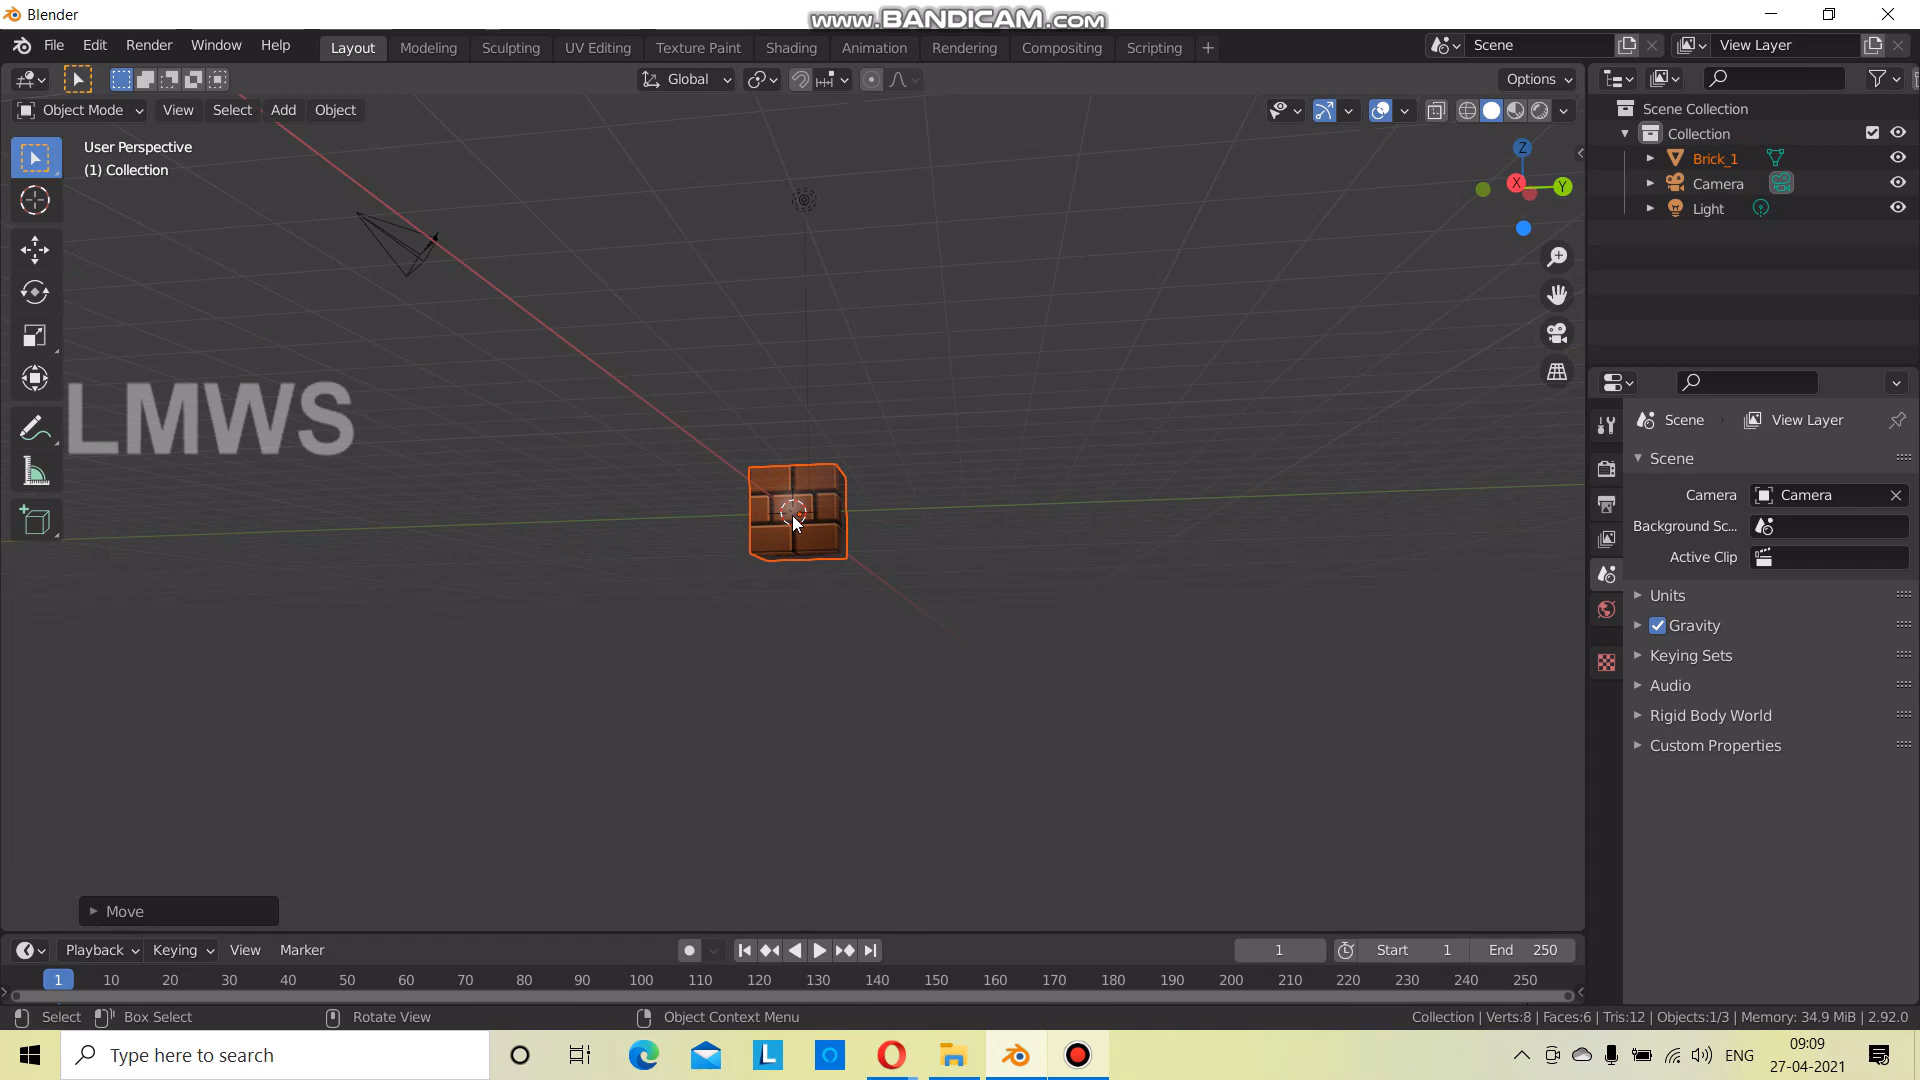 Blender
www.BANDICAM.com
File Edit Render Window Help
Layout Modeling Sculpting UV Editing Texture Paint Shading Animation Rendering Compositing Scripting +
Scene
View Layer
Global
Options
Object Mode View Select Add Object
User Perspective
(1) Collection
Z
X
Y
Scene Collection
Collection
Brick_1
Camera
Light
LMWS
Scene View Layer
Scene
Camera Camera
Background Sc...
Active Clip
Units
Gravity
Keying Sets
Audio
Rigid Body World
Custom Properties
Move
Playback Keying View Marker
1
Start 1
End 250
1 10 20 30 40 50 60 70 80 90 100 110 120 130 140 150 160 170 180 190 200 210 220 230 240 250
Select Box Select Rotate View Object Context Menu
Collection | Verts:8 | Faces:6 | Tris:12 | Objects:1/3 | Memory: 34.9 MiB | 2.92.0
Type here to search
L
ENG
09:09
27-04-2021